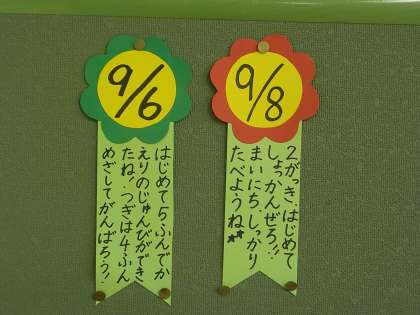 9/6
はじめて5ふんでか
えりのじゅんびができ
たね!つぎは4ふん
めざしてがんばろう!
9/8
2がっき、はじめて
しょっかんぜろ!!
まいにち、しっかり
たべようね★★